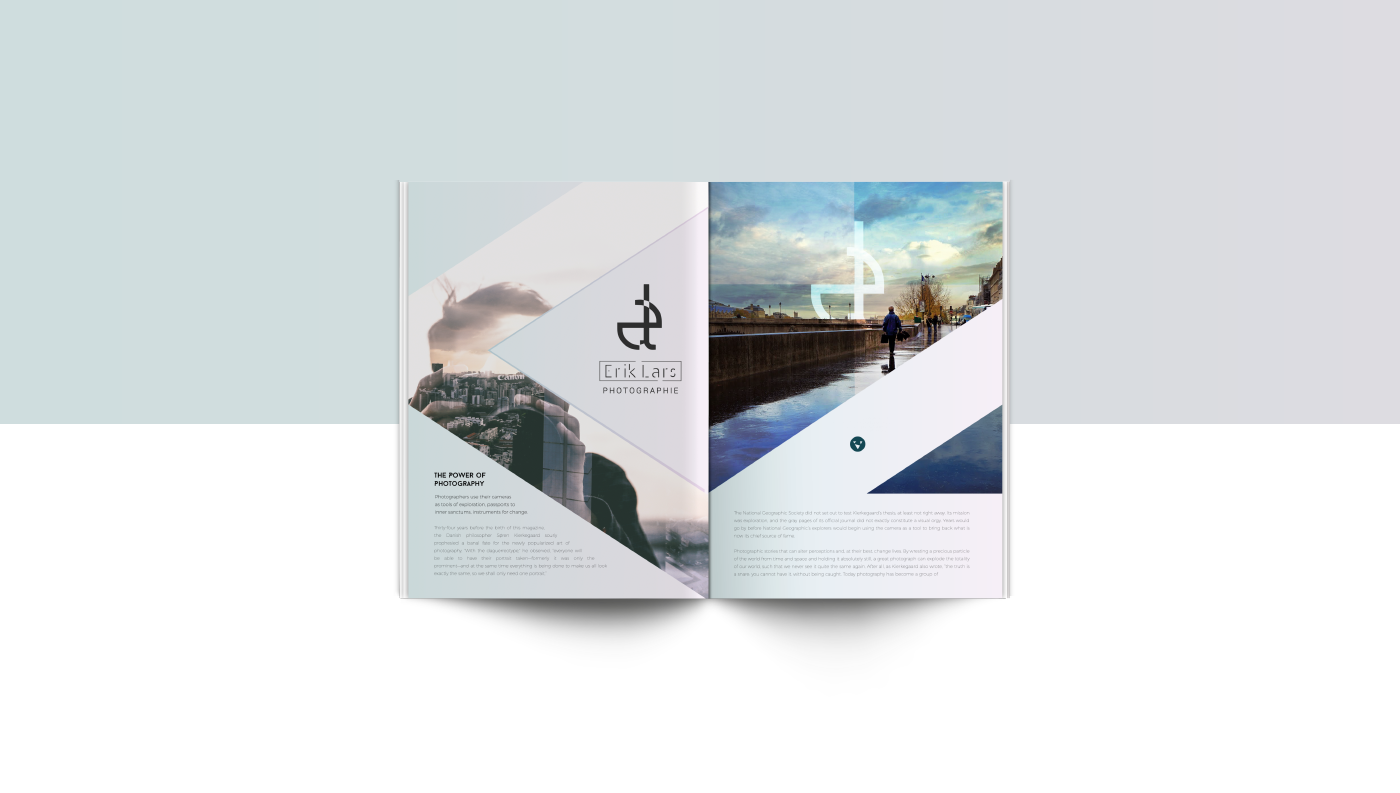 Canon
Erik Lars
PHOTOGRAPHIE
THE POWER OF
PHOTOGRAPHY
Photographers use their cameras
as tools of exploration, passports to
inner sanctums, instruments for change.
Thirty-four years before the birth of this magazine,
the Danish philosopher Søren Kierkegaard sourly
prophesied a banal fate for the newly popularized art of
photography. "With the daguerreotype," he observed, "everyone will
be able to have their portrait taken—formerly it was only the
prominent—and at the same time everything is being done to make us all look
exactly the same, so we shall only need one portrait."
The National Geographic Society did not set out to test Kierkegaard's thesis, at least not right away. Its mission
was exploration, and the gray pages of its official journal did not exactly constitute a visual orgy. Years would
go by before National Geographic's explorers would begin using the camera as a tool to bring back what is
now its chief source of fame:
Photographic stories that can alter perceptions and, at their best, change lives. By wresting a precious particle
of the world from time and space and holding it absolutely still, a great photograph can explode the totality
of our world, such that we never see it quite the same again. After all, as Kierkegaard also wrote, "the truth is
a snare: you cannot have it, without being caught." Today photography has become a global